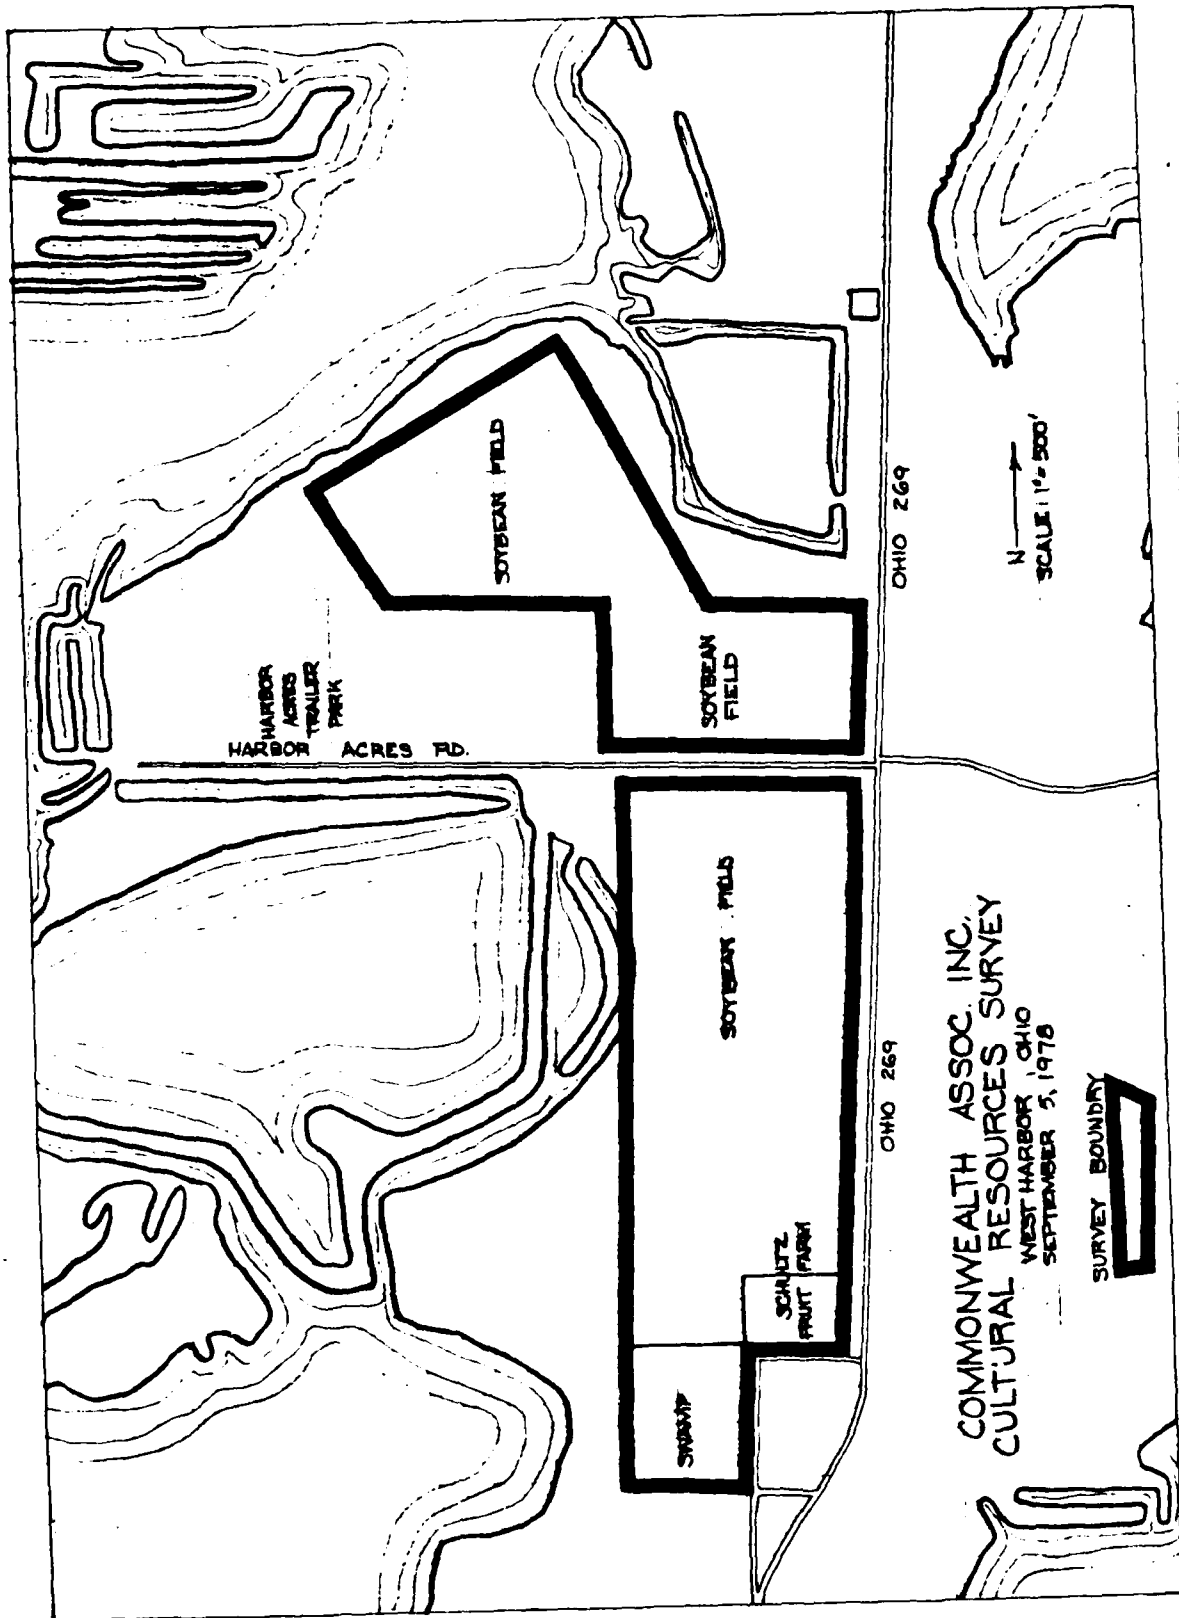 SOYBEAN FIELD
HARBOR
ACRES
TRAILER
PARK
HARBOR ACRES RD.
SOYBEAN
FIELD
OHIO 269
N
SCALE: 1"= 500'
SOYBEAN FIELD
OHIO 269
SCHULTZ
FRUIT FARM
SWAMP
COMMONWEALTH ASSOC. INC.
CULTURAL RESOURCES SURVEY
WEST HARBOR, OHIO
SEPTEMBER 5, 1978
SURVEY BOUNDRY